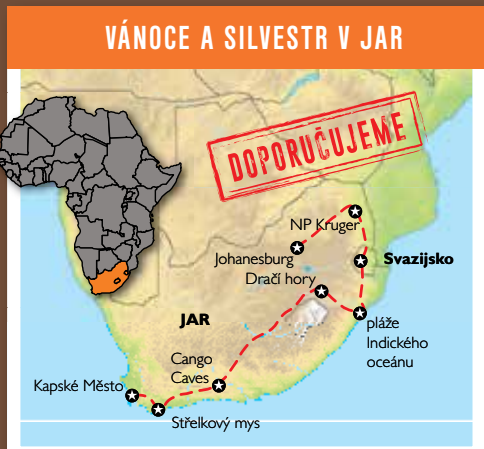 VÁNOCE A SILVESTR V JAR
DOPORUČUJEME
NP Kruger
Johanesburg
Svazijsko
Dračí hory
JAR
pláže
Indického
oceánu
Cango
Caves
Kapské Město
Střelkový mys